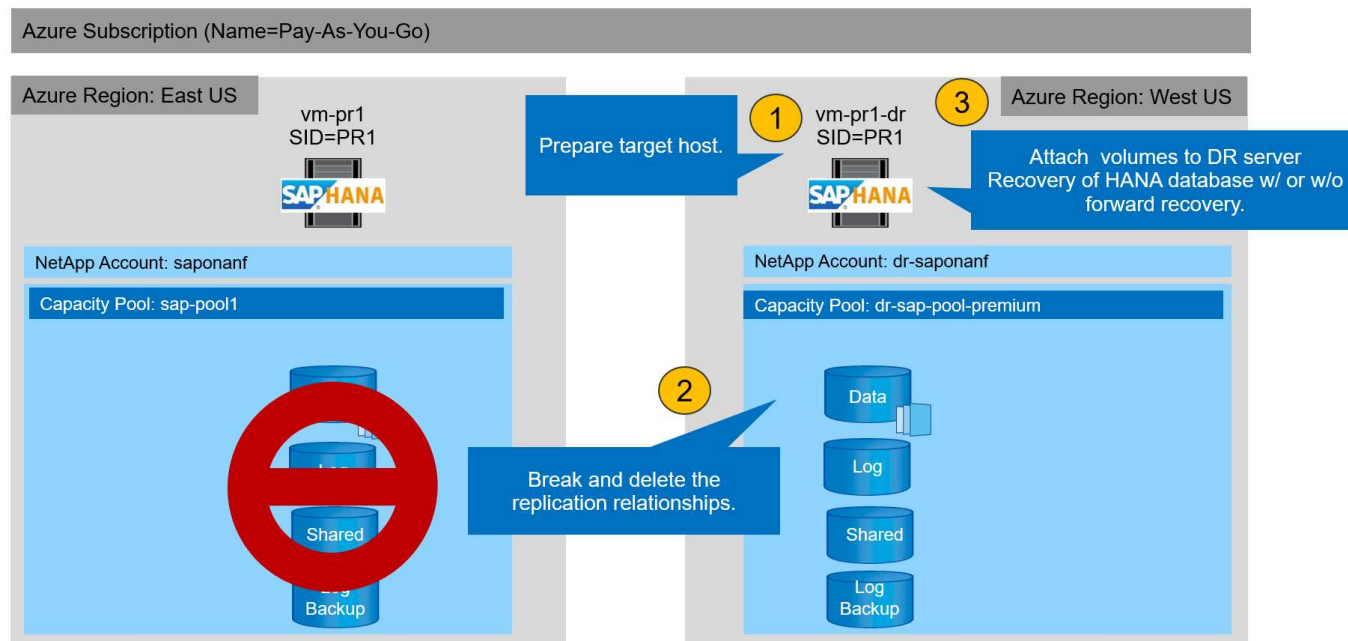 Azure Subscription (Name=Pay-As-You-Go)
Azure Region: East US
vm-pr1
SID=PR1
SAP HANA
NetApp Account: saponanf
Capacity Pool: sap-pool1
Shared
Backup
1
Prepare target host.
2
Break and delete the
replication relationships.
Azure Region: West US
vm-pr1-dr
SID=PR1
SAP HANA
3
Attach volumes to DR server
Recovery of HANA database w/ or w/o
forward recovery.
NetApp Account: dr-saponanf
Capacity Pool: dr-sap-pool-premium
Data
Log
Shared
Log
Backup